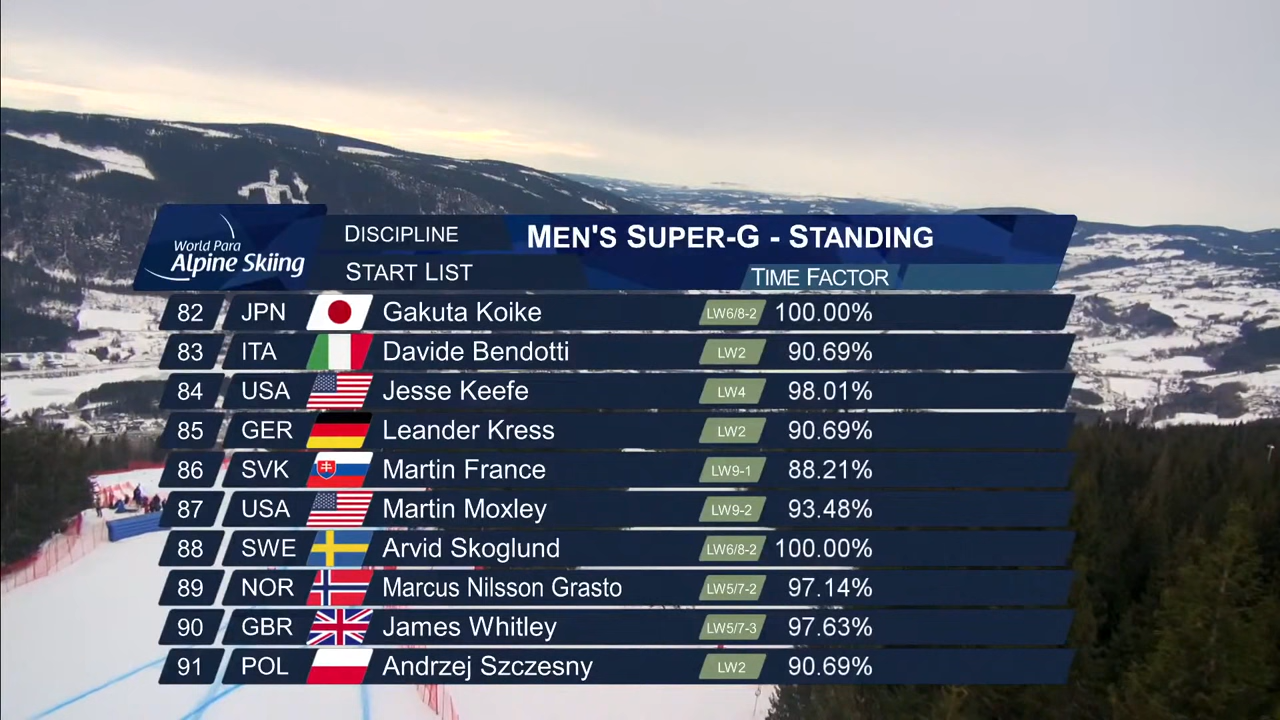 World Para
Alpine Skiing
DISCIPLINE MEN'S SUPER-G - STANDING
START LIST TIME FACTOR
82 JPN Gakuta Koike LW6/8-2 100.00%
83 ITA Davide Bendotti LW2 90.69%
84 USA Jesse Keefe LW4 98.01%
85 GER Leander Kress LW2 90.69%
86 SVK Martin France LW9-1 88.21%
87 USA Martin Moxley LW9-2 93.48%
88 SWE Arvid Skoglund LW6/8-2 100.00%
89 NOR Marcus Nilsson Grasto LW5/7-2 97.14%
90 GBR James Whitley LW5/7-3 97.63%
91 POL Andrzej Szczesny LW2 90.69%